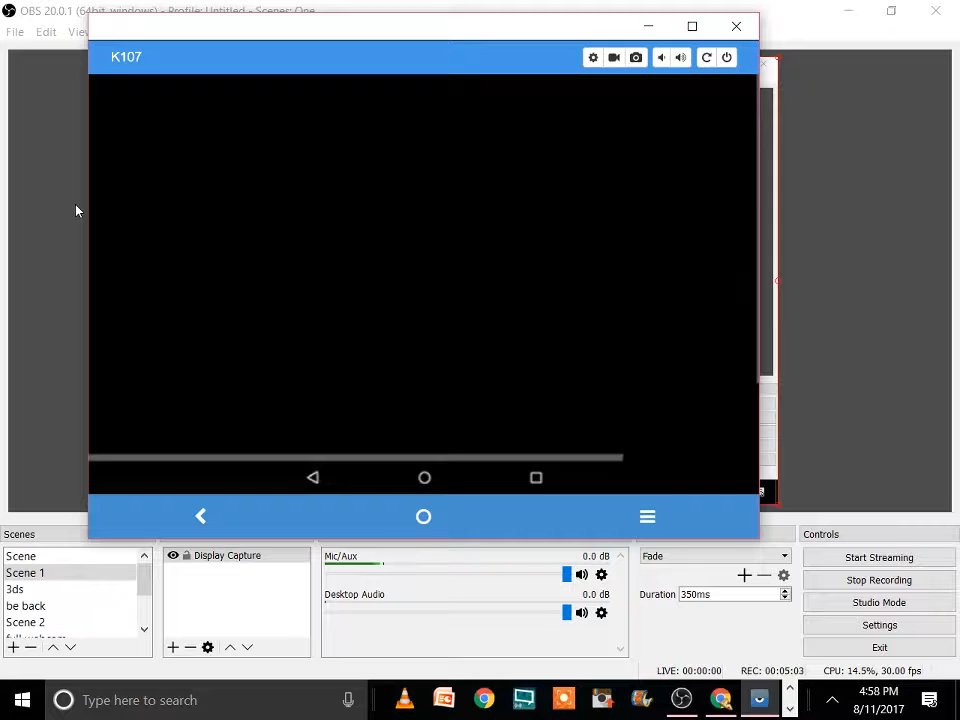 OBS 20.0.1 (64bit, windows) - Profile: Untitled - Scenes: One
File Edit View
K107
Scenes
Controls
Scene
Scene 1
3ds
be back
Scene 2
full webcam
Display Capture
Mic/Aux 0.0 dB
Desktop Audio 0.0 dB
Fade
Duration 350ms
Start Streaming
Stop Recording
Studio Mode
Settings
Exit
LIVE: 00:00:00 REC: 00:05:03 CPU: 14.5%, 30.00 fps
Type here to search
4:58 PM
8/11/2017